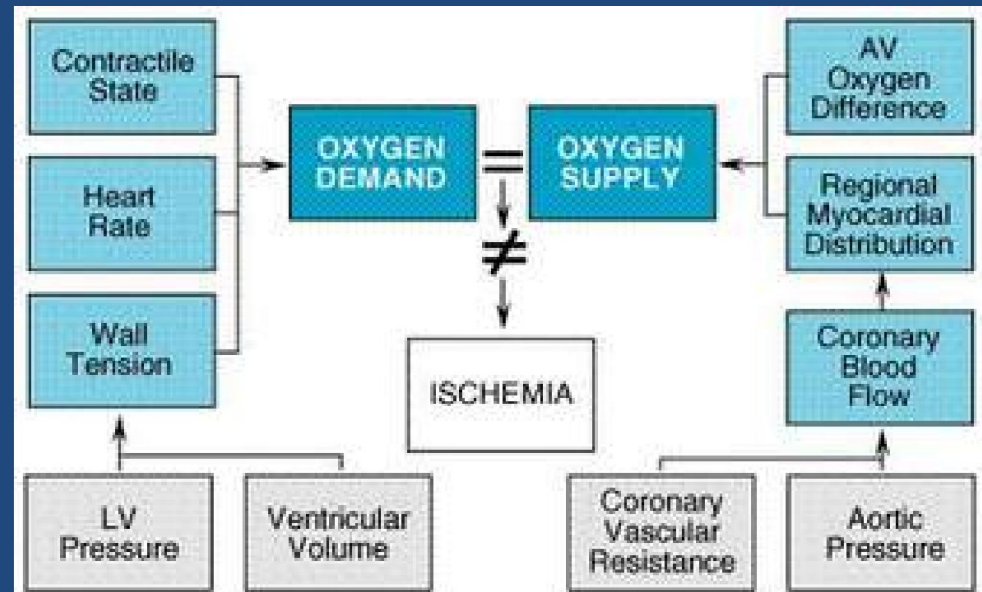 Contractile
State
Heart
Rate
Wall
Tension
LV
Pressure
Ventricular
Volume
OXYGEN
DEMAND
=
OXYGEN
SUPPLY
≠
ISCHEMIA
AV
Oxygen
Difference
Regional
Myocardial
Distribution
Coronary
Blood
Flow
Coronary
Vascular
Resistance
Aortic
Pressure